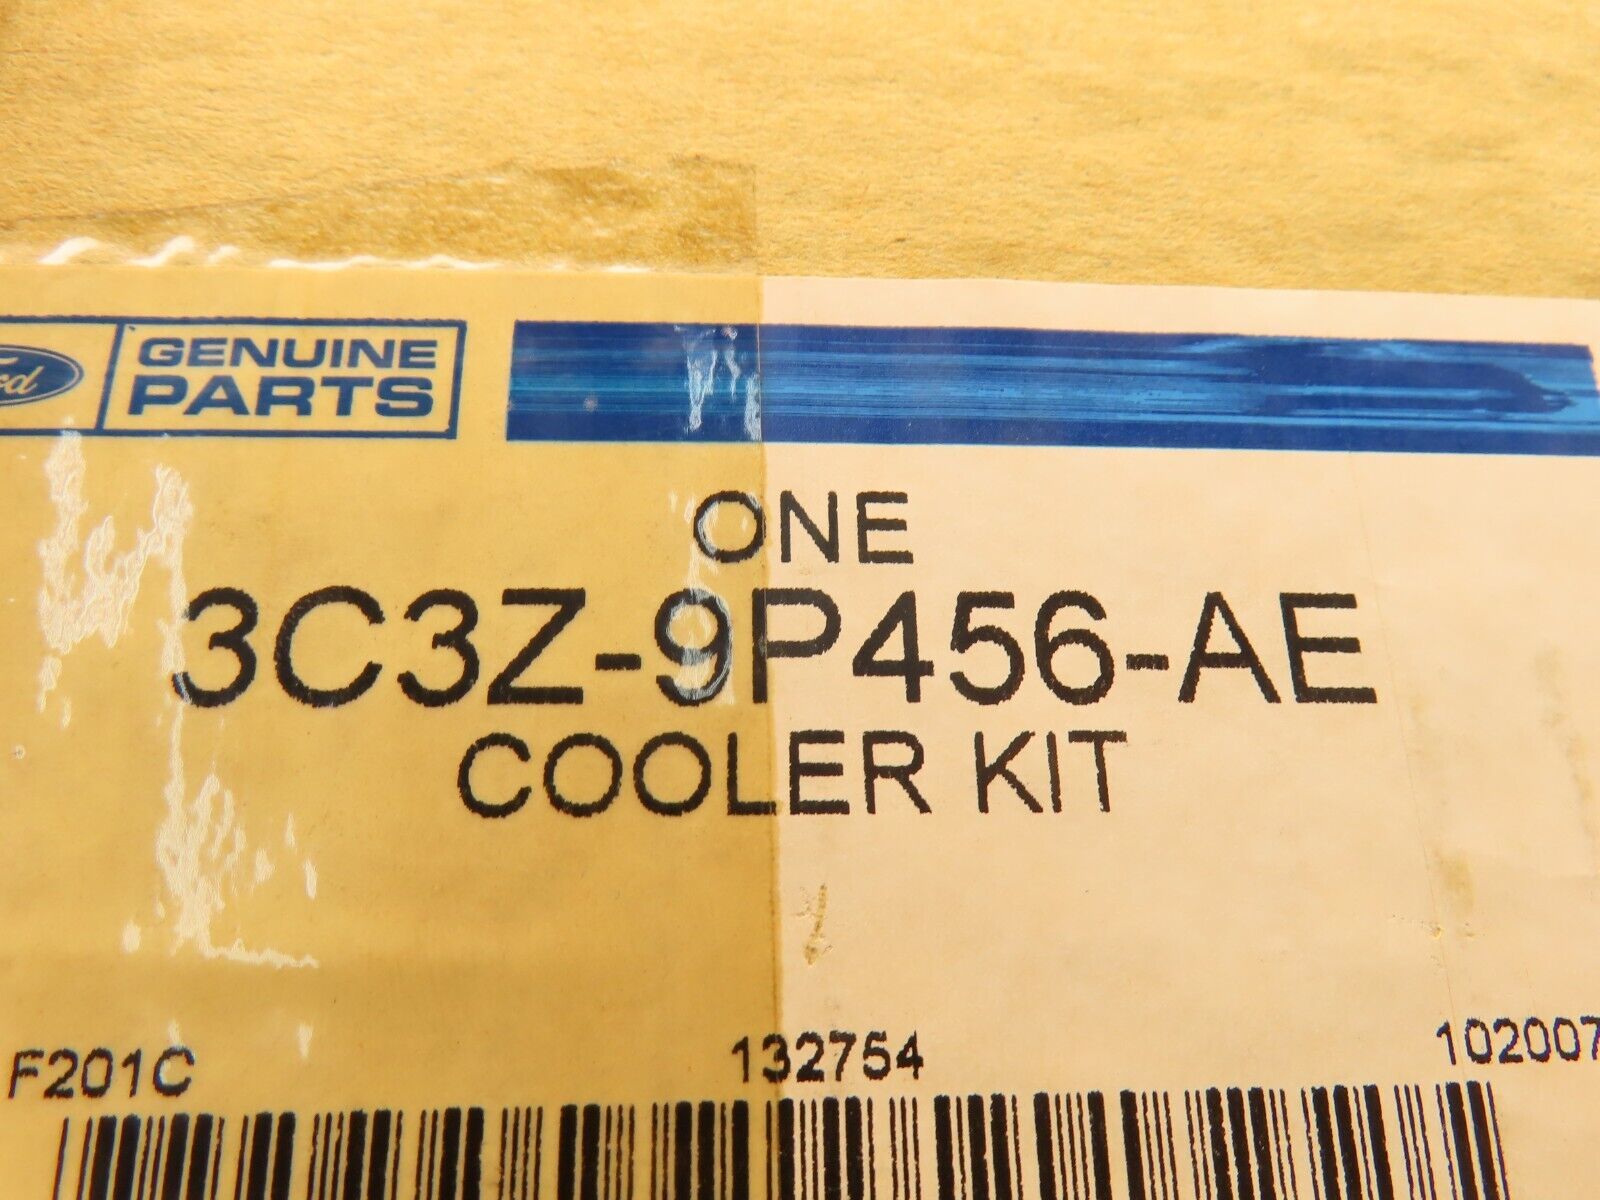 GENUINE
PARTS
ONE
3C3Z-9P456-AE
COOLER KIT
F201C 132754 102007